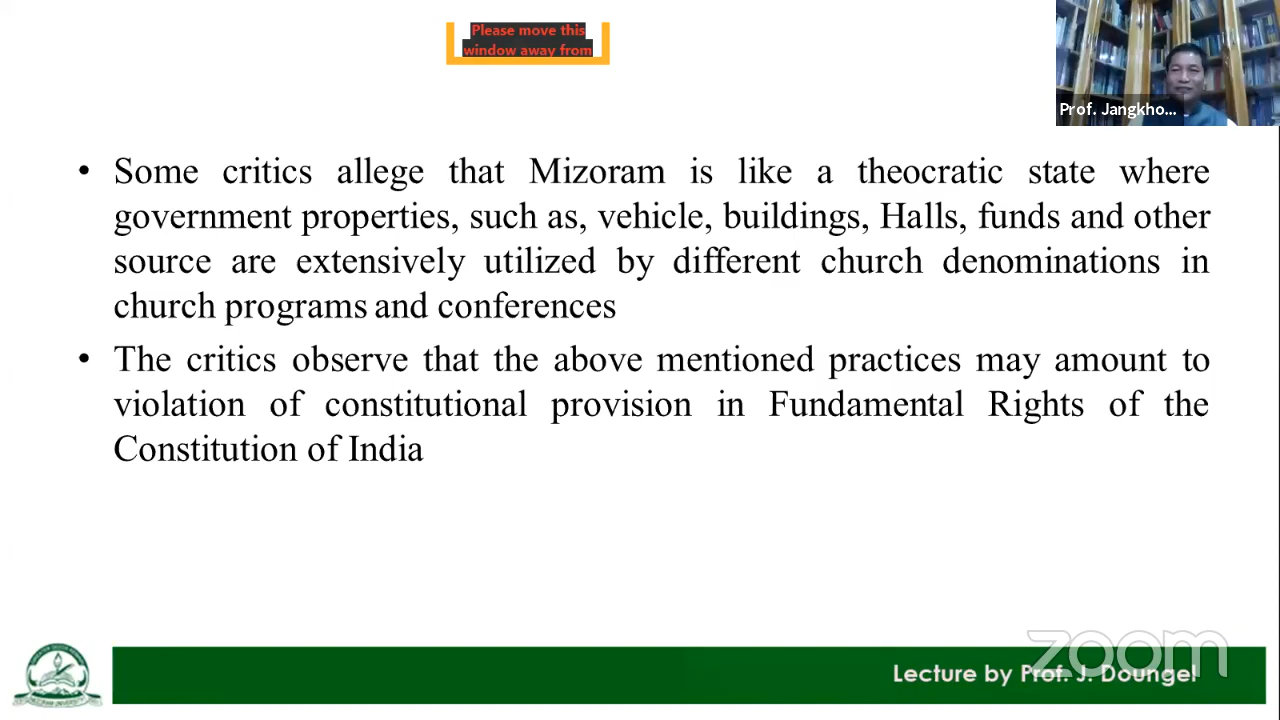 Please move this
window away from
Prof. Jangkho...
• Some critics allege that Mizoram is like a theocratic state where
government properties, such as, vehicle, buildings, Halls, funds and other
source are extensively utilized by different church denominations in
church programs and conferences
• The critics observe that the above mentioned practices may amount to
violation of constitutional provision in Fundamental Rights of the
Constitution of India
zoom
Lecture by Prof. J. Doungel